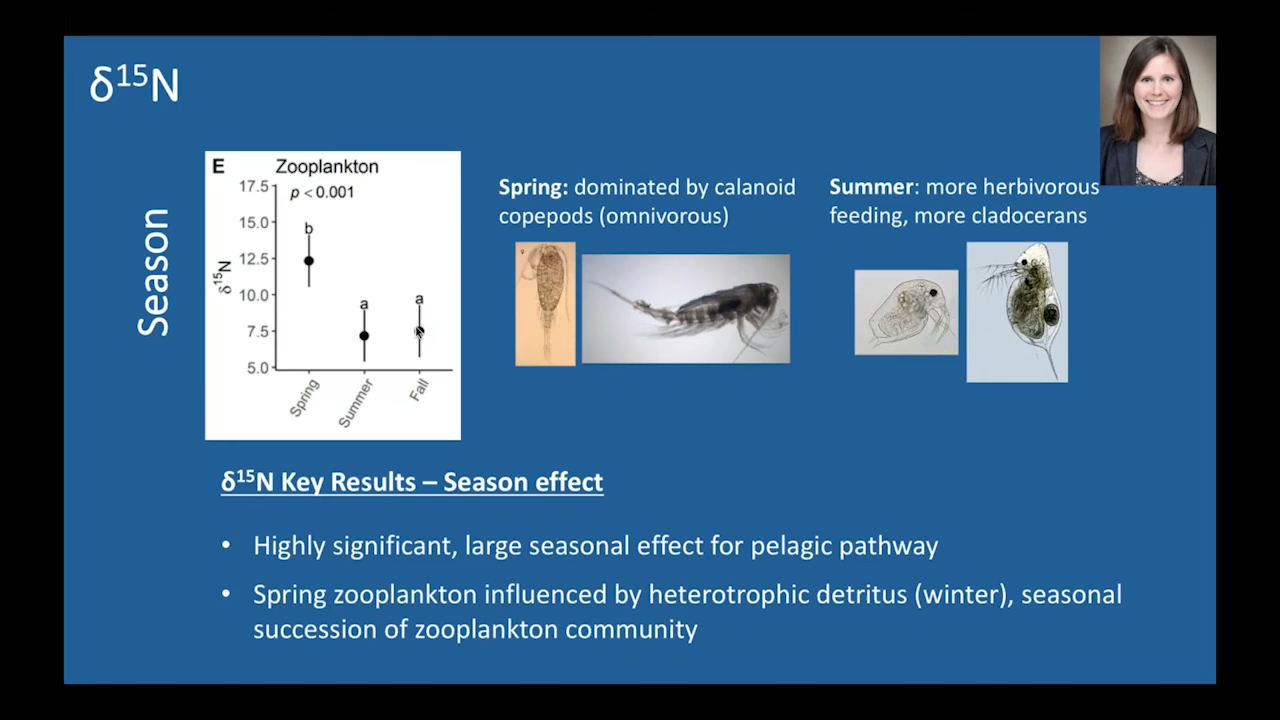 δ¹⁵N
Season
E Zooplankton
p < 0.001
17.5
15.0
12.5
10.0
7.5
5.0
δ¹⁵N
b
a
a
Spring
Summer
Fall
Spring: dominated by calanoid
copepods (omnivorous)
♀
Summer: more herbivorous
feeding, more cladocerans
δ¹⁵N Key Results – Season effect
• Highly significant, large seasonal effect for pelagic pathway
• Spring zooplankton influenced by heterotrophic detritus (winter), seasonal
succession of zooplankton community